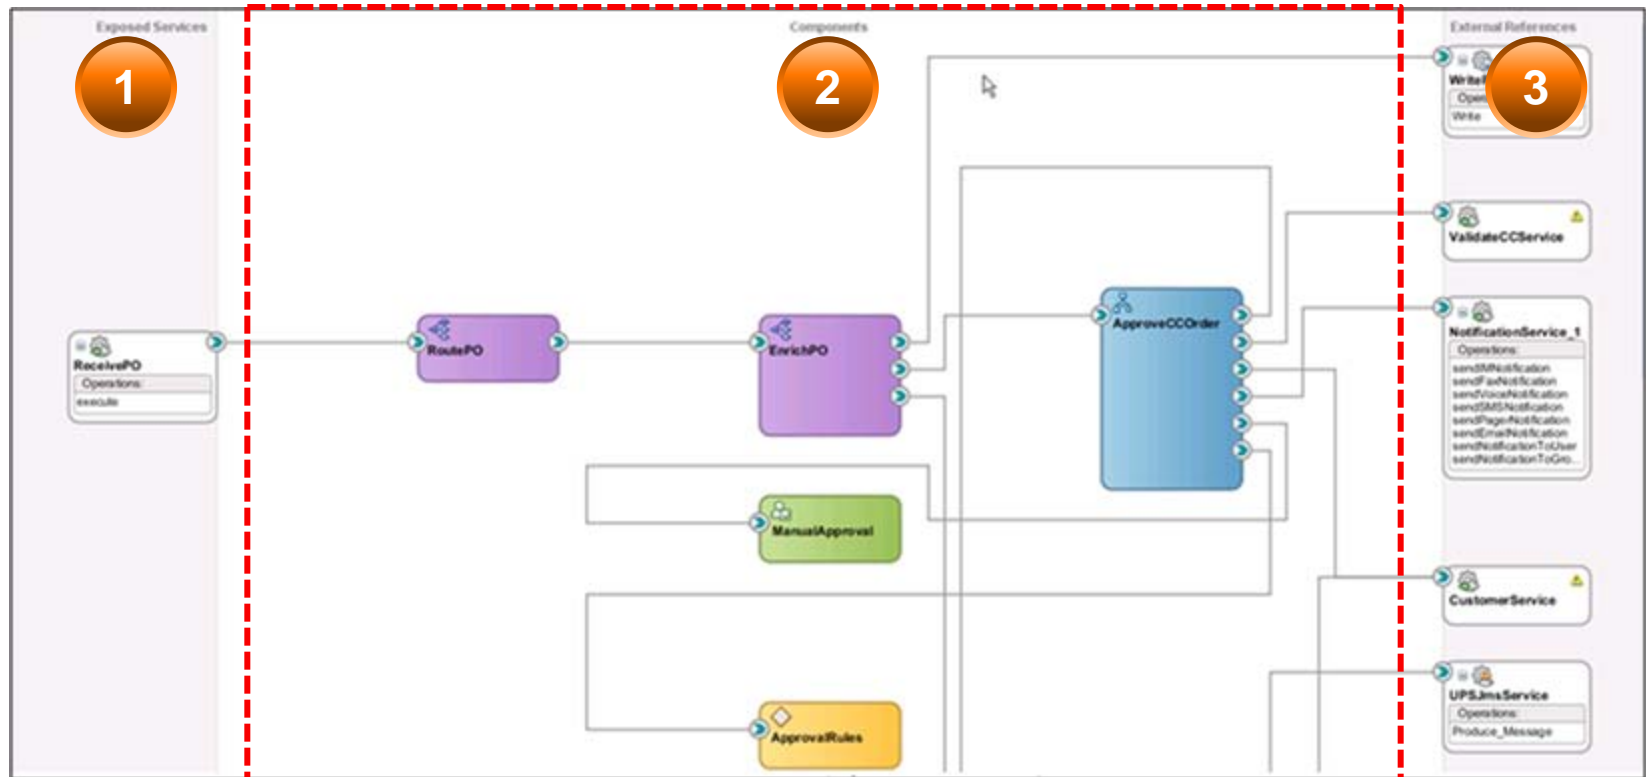 Exposed Services
Components
External References
1
2
3
Write
Write
ValidateCCService
NotificationService_1
Operations:
sendIMNotification
sendFaxNotification
sendVoiceNotification
sendSMSNotification
sendPagerNotification
sendEmailNotification
sendNotificationToUser
sendNotificationToGro...
ReceivePO
Operations:
execute
RoutePO
EnrichPO
ApproveCCOrder
ManualApproval
CustomerService
ApprovalRules
UPSJmsService
Operations:
Produce_Message